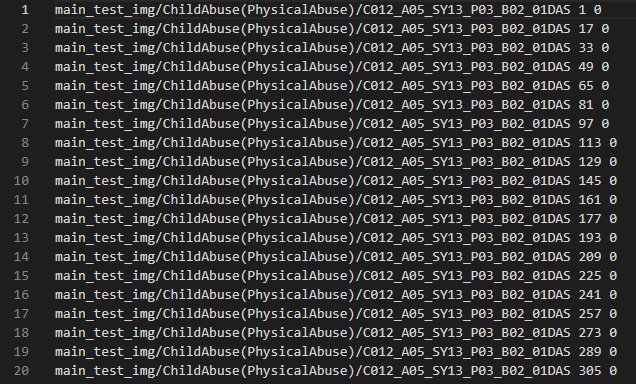 1 main_test_img/ChildAbuse(PhysicalAbuse)/C012_A05_SY13_P03_B02_01DAS 1 0
2 main_test_img/ChildAbuse(PhysicalAbuse)/C012_A05_SY13_P03_B02_01DAS 17 0
3 main_test_img/ChildAbuse(PhysicalAbuse)/C012_A05_SY13_P03_B02_01DAS 33 0
4 main_test_img/ChildAbuse(PhysicalAbuse)/C012_A05_SY13_P03_B02_01DAS 49 0
5 main_test_img/ChildAbuse(PhysicalAbuse)/C012_A05_SY13_P03_B02_01DAS 65 0
6 main_test_img/ChildAbuse(PhysicalAbuse)/C012_A05_SY13_P03_B02_01DAS 81 0
7 main_test_img/ChildAbuse(PhysicalAbuse)/C012_A05_SY13_P03_B02_01DAS 97 0
8 main_test_img/ChildAbuse(PhysicalAbuse)/C012_A05_SY13_P03_B02_01DAS 113 0
9 main_test_img/ChildAbuse(PhysicalAbuse)/C012_A05_SY13_P03_B02_01DAS 129 0
10 main_test_img/ChildAbuse(PhysicalAbuse)/C012_A05_SY13_P03_B02_01DAS 145 0
11 main_test_img/ChildAbuse(PhysicalAbuse)/C012_A05_SY13_P03_B02_01DAS 161 0
12 main_test_img/ChildAbuse(PhysicalAbuse)/C012_A05_SY13_P03_B02_01DAS 177 0
13 main_test_img/ChildAbuse(PhysicalAbuse)/C012_A05_SY13_P03_B02_01DAS 193 0
14 main_test_img/ChildAbuse(PhysicalAbuse)/C012_A05_SY13_P03_B02_01DAS 209 0
15 main_test_img/ChildAbuse(PhysicalAbuse)/C012_A05_SY13_P03_B02_01DAS 225 0
16 main_test_img/ChildAbuse(PhysicalAbuse)/C012_A05_SY13_P03_B02_01DAS 241 0
17 main_test_img/ChildAbuse(PhysicalAbuse)/C012_A05_SY13_P03_B02_01DAS 257 0
18 main_test_img/ChildAbuse(PhysicalAbuse)/C012_A05_SY13_P03_B02_01DAS 273 0
19 main_test_img/ChildAbuse(PhysicalAbuse)/C012_A05_SY13_P03_B02_01DAS 289 0
20 main_test_img/ChildAbuse(PhysicalAbuse)/C012_A05_SY13_P03_B02_01DAS 305 0